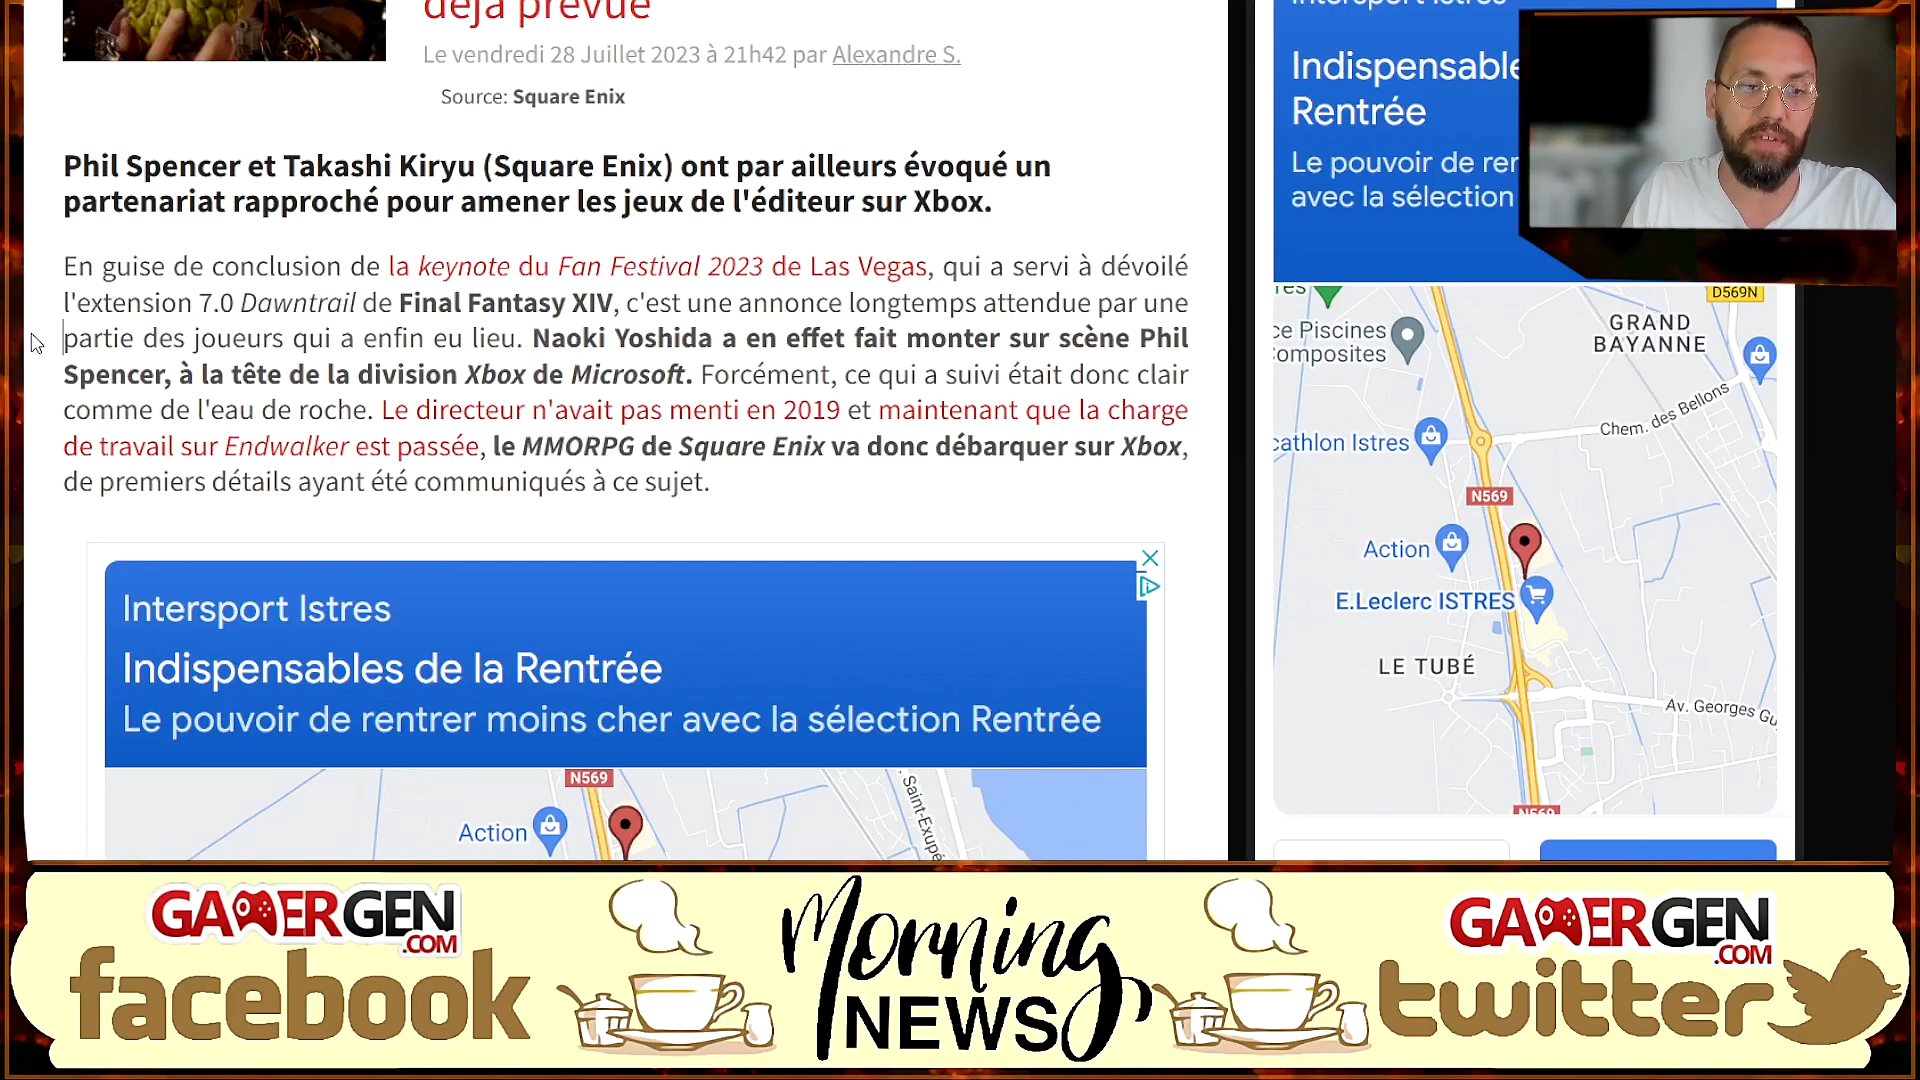 déjà prévue
Le vendredi 28 Juillet 2023 à 21h42 par Alexandre S.
Source: Square Enix
Phil Spencer et Takashi Kiryu (Square Enix) ont par ailleurs évoqué un
partenariat rapproché pour amener les jeux de l'éditeur sur Xbox.
En guise de conclusion de la keynote du Fan Festival 2023 de Las Vegas, qui a servi à dévoilé
l'extension 7.0 Dawntrail de Final Fantasy XIV, c'est une annonce longtemps attendue par une
partie des joueurs qui a enfin eu lieu. Naoki Yoshida a en effet fait monter sur scène Phil
Spencer, à la tête de la division Xbox de Microsoft. Forcément, ce qui a suivi était donc clair
comme de l'eau de roche. Le directeur n'avait pas menti en 2019 et maintenant que la charge
de travail sur Endwalker est passée, le MMORPG de Square Enix va donc débarquer sur Xbox,
de premiers détails ayant été communiqués à ce sujet.
Intersport Istres
Indispensables de la Rentrée
Le pouvoir de rentrer moins cher avec la sélection Rentrée
N569
Action
Saint-Exupé
Intersport Istres
Indispensable
Rentrée
Le pouvoir de rer
avec la sélection
D569N
GRAND
BAYANNE
ce Piscines
Composites
Chem. des Bellons
cathlon Istres
N569
Action
E.Leclerc ISTRES
LE TUBÉ
Av. Georges Gu
N569
GAMERGEN
.COM
facebook
Morning
NEWS
GAMERGEN
.COM
twitter